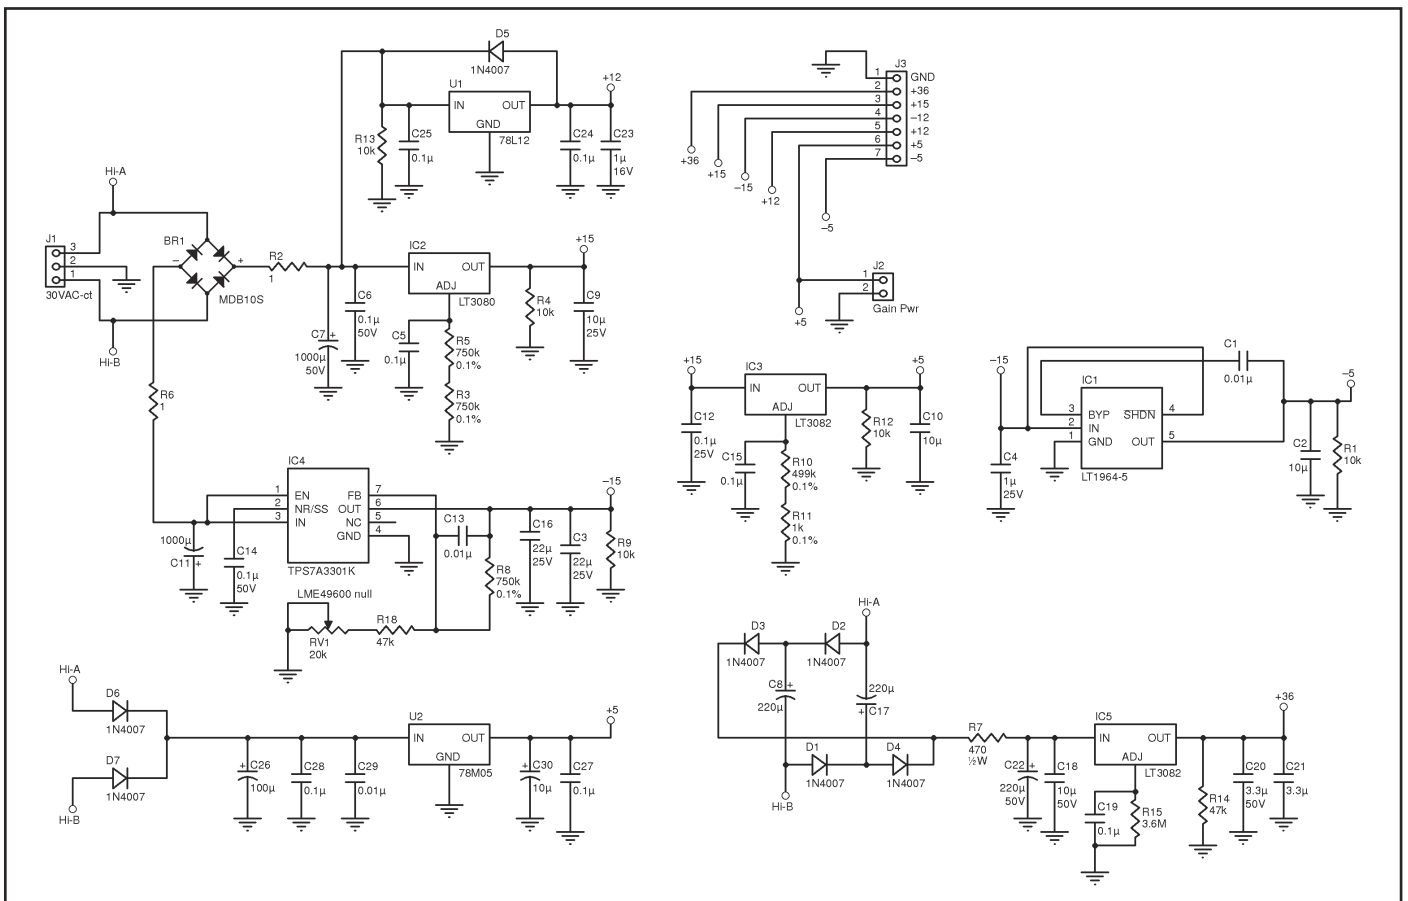 D5
1N4007
U1
IN
OUT
GND
78L12
+12
R13
10k
C25
0.1µ
C24
0.1µ
C23
1µ
16V
J3
1
GND
2
+36
3
+15
4
–12
5
+12
6
+5
7
–5
+36
+15
–15
+12
–5
J2
1
2
Gain Pwr
+5
Hi-A
J1
3
2
1
30VAC-ct
Hi-B
BR1
–
+
MDB10S
R2
1
R6
1
C7
+
1000µ
50V
C6
0.1µ
50V
IC2
IN
OUT
ADJ
LT3080
C5
0.1µ
R5
750k
0.1%
R3
750k
0.1%
R4
10k
+15
C9
10µ
25V
+15
C12
0.1µ
25V
IC3
IN
OUT
ADJ
LT3082
C15
0.1µ
R10
499k
0.1%
R11
1k
0.1%
R12
10k
+5
C10
10µ
–15
C4
1µ
25V
IC1
3
BYP
2
IN
1
GND
SHDN
4
OUT
5
LT1964-5
C1
0.01µ
–5
C2
10µ
R1
10k
IC4
1
EN
2
NR/SS
3
IN
FB
7
OUT
6
NC
5
GND
4
TPS7A3301K
1000µ
C11
+
C14
0.1µ
50V
C13
0.01µ
R8
750k
0.1%
C16
22µ
25V
C3
22µ
25V
–15
R9
10k
LME49600 null
RV1
20k
R18
47k
Hi-A
D6
1N4007
D7
1N4007
Hi-B
+
C26
100µ
C28
0.1µ
C29
0.01µ
U2
IN
OUT
GND
78M05
+
C30
10µ
C27
0.1µ
+5
Hi-A
D3
1N4007
D2
1N4007
C8
+
220µ
220µ
+
C17
D1
1N4007
D4
1N4007
Hi-B
R7
470
½W
C22
+
220µ
50V
C18
10µ
50V
IC5
IN
OUT
ADJ
LT3082
C19
0.1µ
R15
3.6M
R14
47k
C20
3.3µ
50V
C21
3.3µ
+36